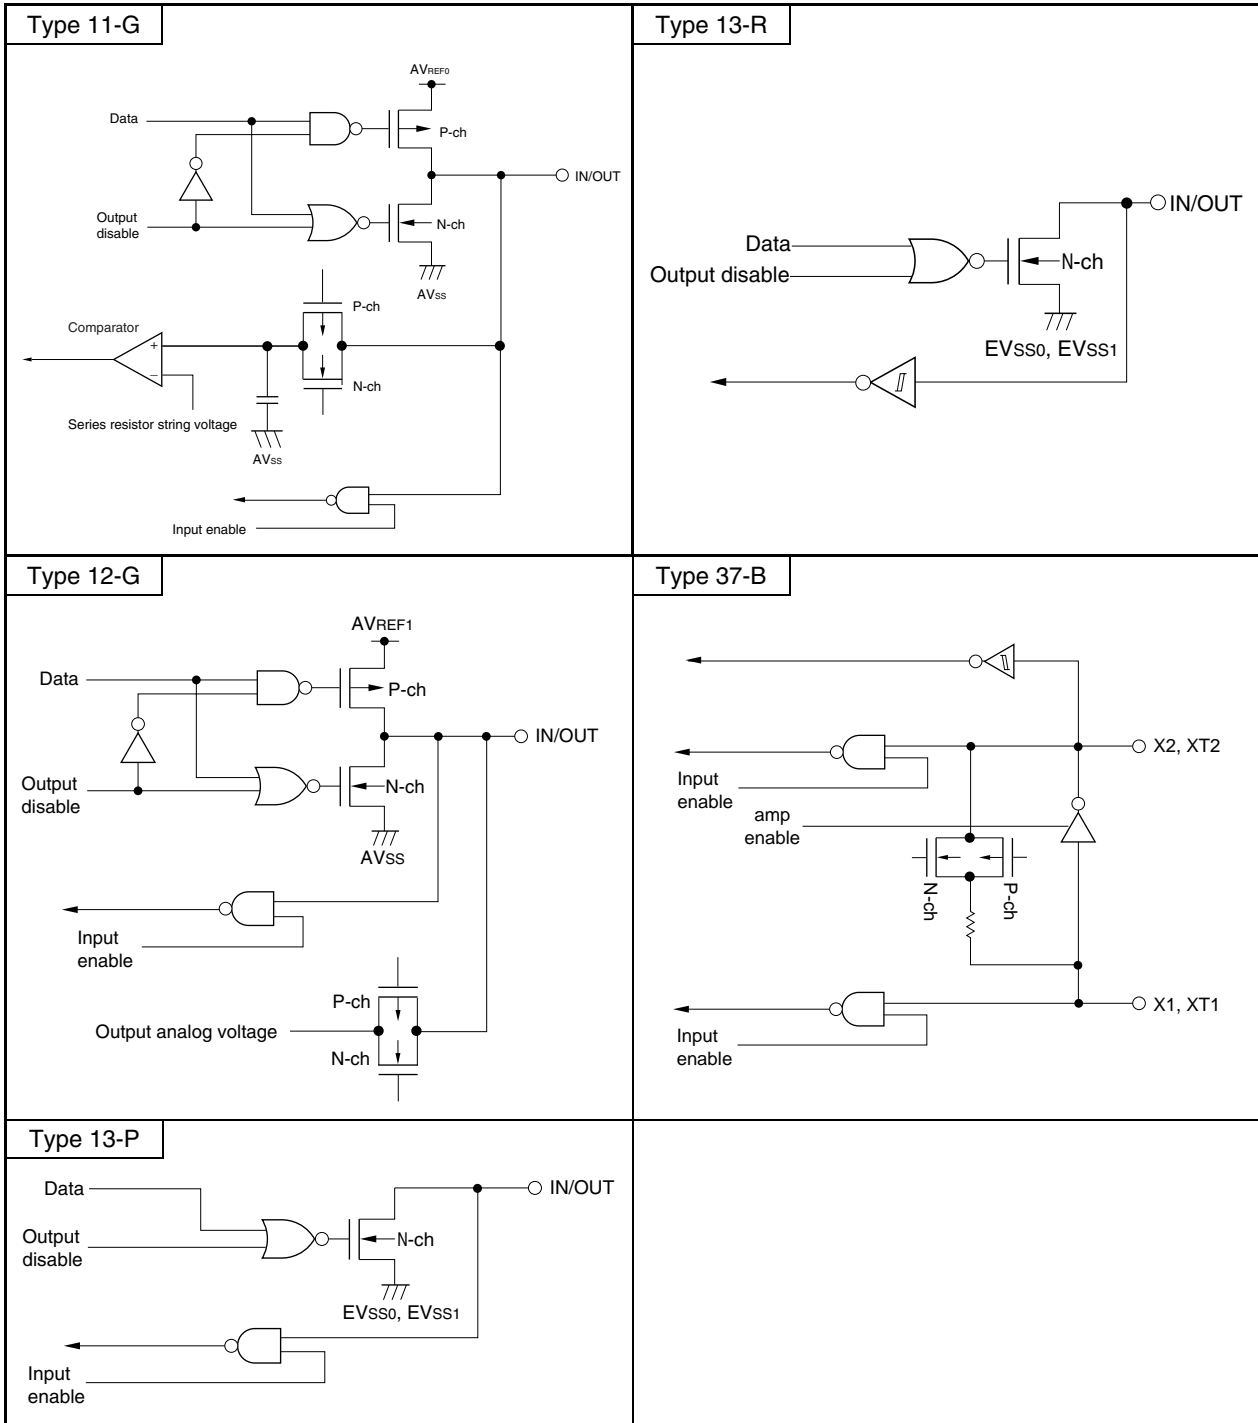 Type 11-G
AVREF0
Data
P-ch
IN/OUT
Output
disable
N-ch
AVSS
P-ch
Comparator
+
−
N-ch
Series resistor string voltage
AVSS
Input enable
Type 13-R
IN/OUT
Data
Output disable
N-ch
EVSS0, EVSS1
Type 12-G
AVREF1
Data
P-ch
IN/OUT
Output
disable
N-ch
AVSS
Input
enable
P-ch
Output analog voltage
N-ch
Type 37-B
X2, XT2
Input
enable
amp
enable
N-ch
P-ch
X1, XT1
Input
enable
Type 13-P
Data
IN/OUT
Output
disable
N-ch
EVSS0, EVSS1
Input
enable